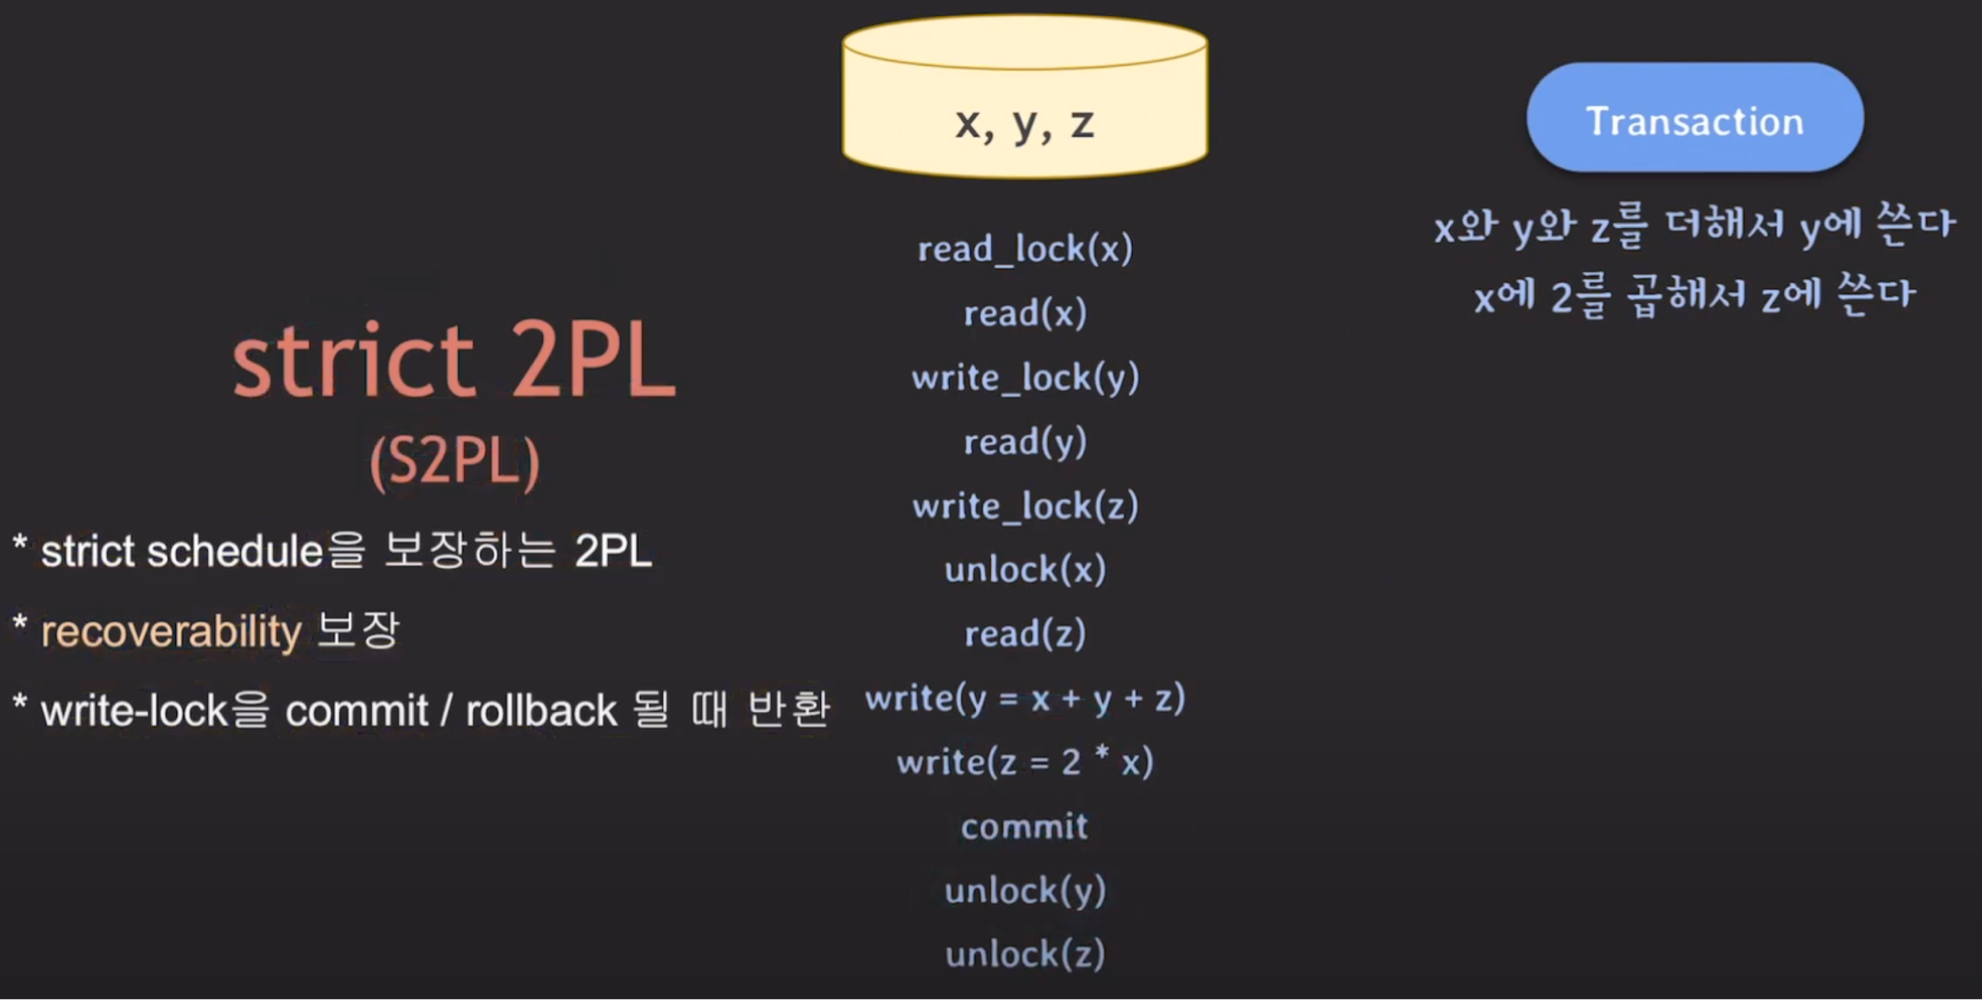 x, y, z
Transaction
x와 y와 z를 더해서 y에 쓴다
x에 2를 곱해서 z에 쓴다
strict 2PL
(S2PL)
* strict schedule을 보장하는 2PL
* recoverability 보장
* write-lock을 commit / rollback 될 때 반환
read_lock(x)
read(x)
write_lock(y)
read(y)
write_lock(z)
unlock(x)
read(z)
write(y = x + y + z)
write(z = 2 * x)
commit
unlock(y)
unlock(z)